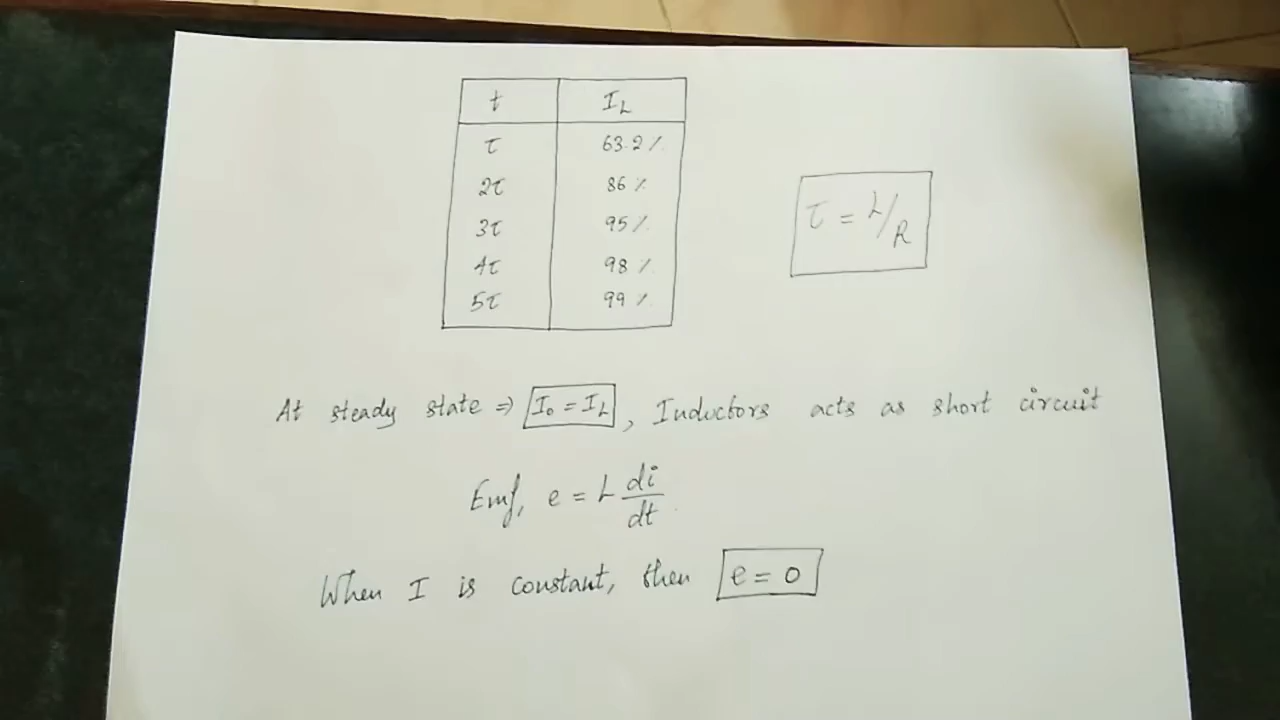 t I_L
τ 63.2%
2τ 86%
3τ 95%
4τ 98%
5τ 99%
τ = L/R
At steady state ⇒ I₀ = I_L, Inductors acts as short circuit
Emf, e = L di/dt
When I is constant, then e = 0